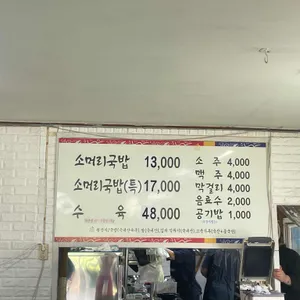 소머리국밥 13,000
소머리국밥(특) 17,000
수육 48,000
소주 4,000
맥주 4,000
막걸리 4,000
음료수 2,000
공기밥 1,000